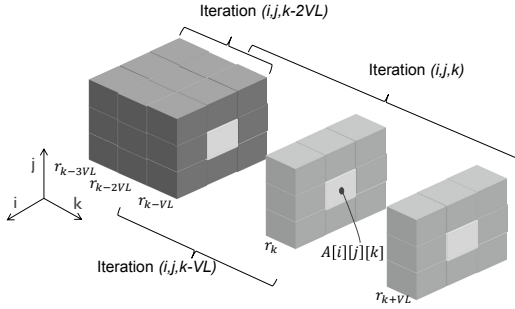 Iteration (i,j,k-2VL)
Iteration (i,j,k)
j
i
k
r_{k-3VL}
r_{k-2VL}
r_{k-VL}
r_k
A[i][j][k]
Iteration (i,j,k-VL)
r_{k+VL}